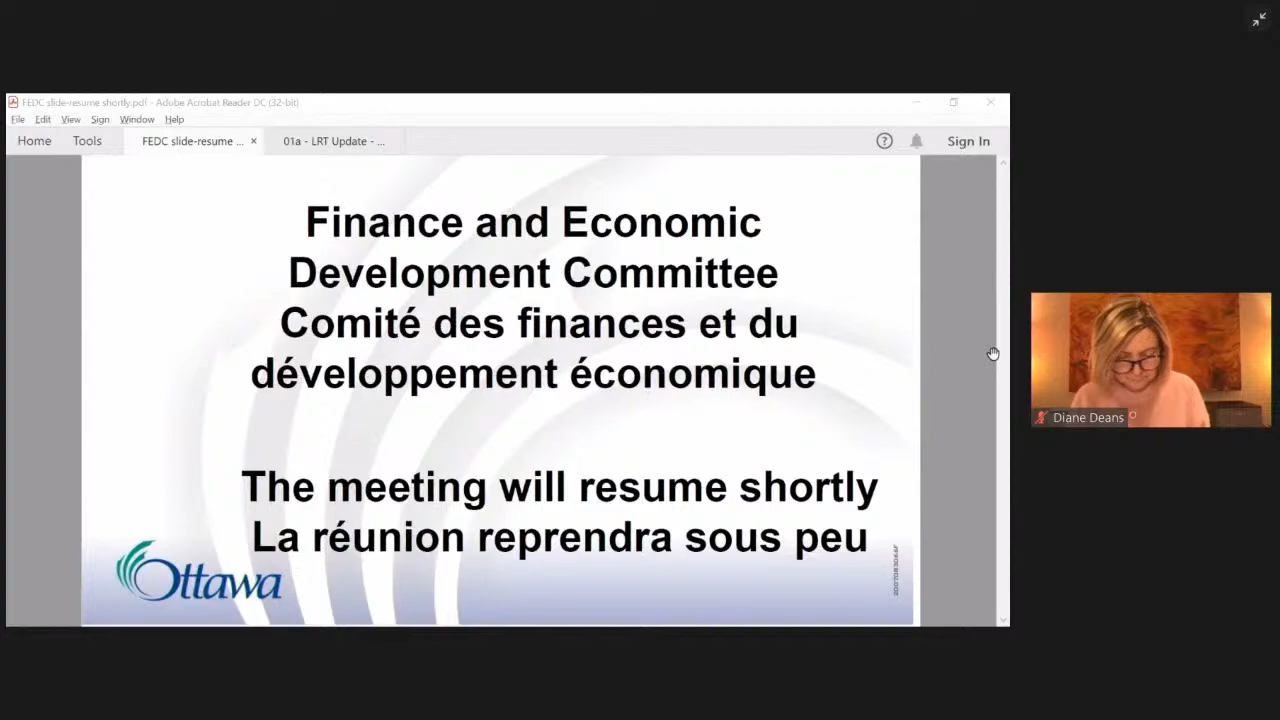 FEDC slide-resume shortly.pdf - Adobe Acrobat Reader DC (32-bit)
File Edit View Sign Window Help
Home Tools FEDC slide-resume ... × 01a - LRT Update - ... Sign In
Finance and Economic
Development Committee
Comité des finances et du
développement économique
The meeting will resume shortly
La réunion reprendra sous peu
Ottawa
Diane Deans